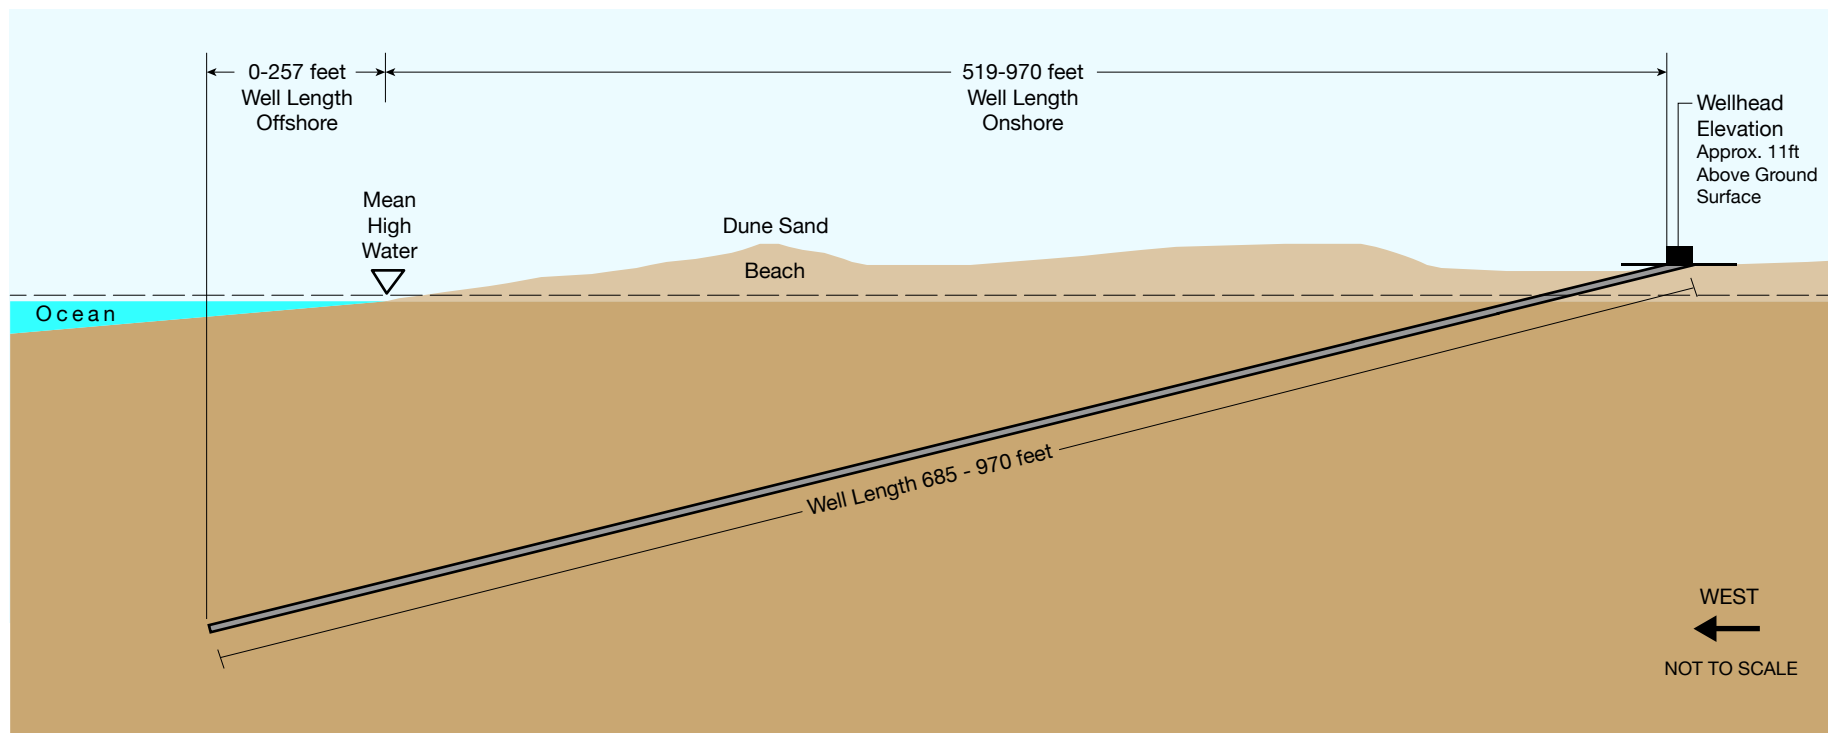 0-257 feet
Well Length
Offshore
519-970 feet
Well Length
Onshore
Wellhead
Elevation
Approx. 11ft
Above Ground
Surface
Mean
High
Water
Dune Sand
Beach
Ocean
Well Length 685 - 970 feet
WEST
NOT TO SCALE